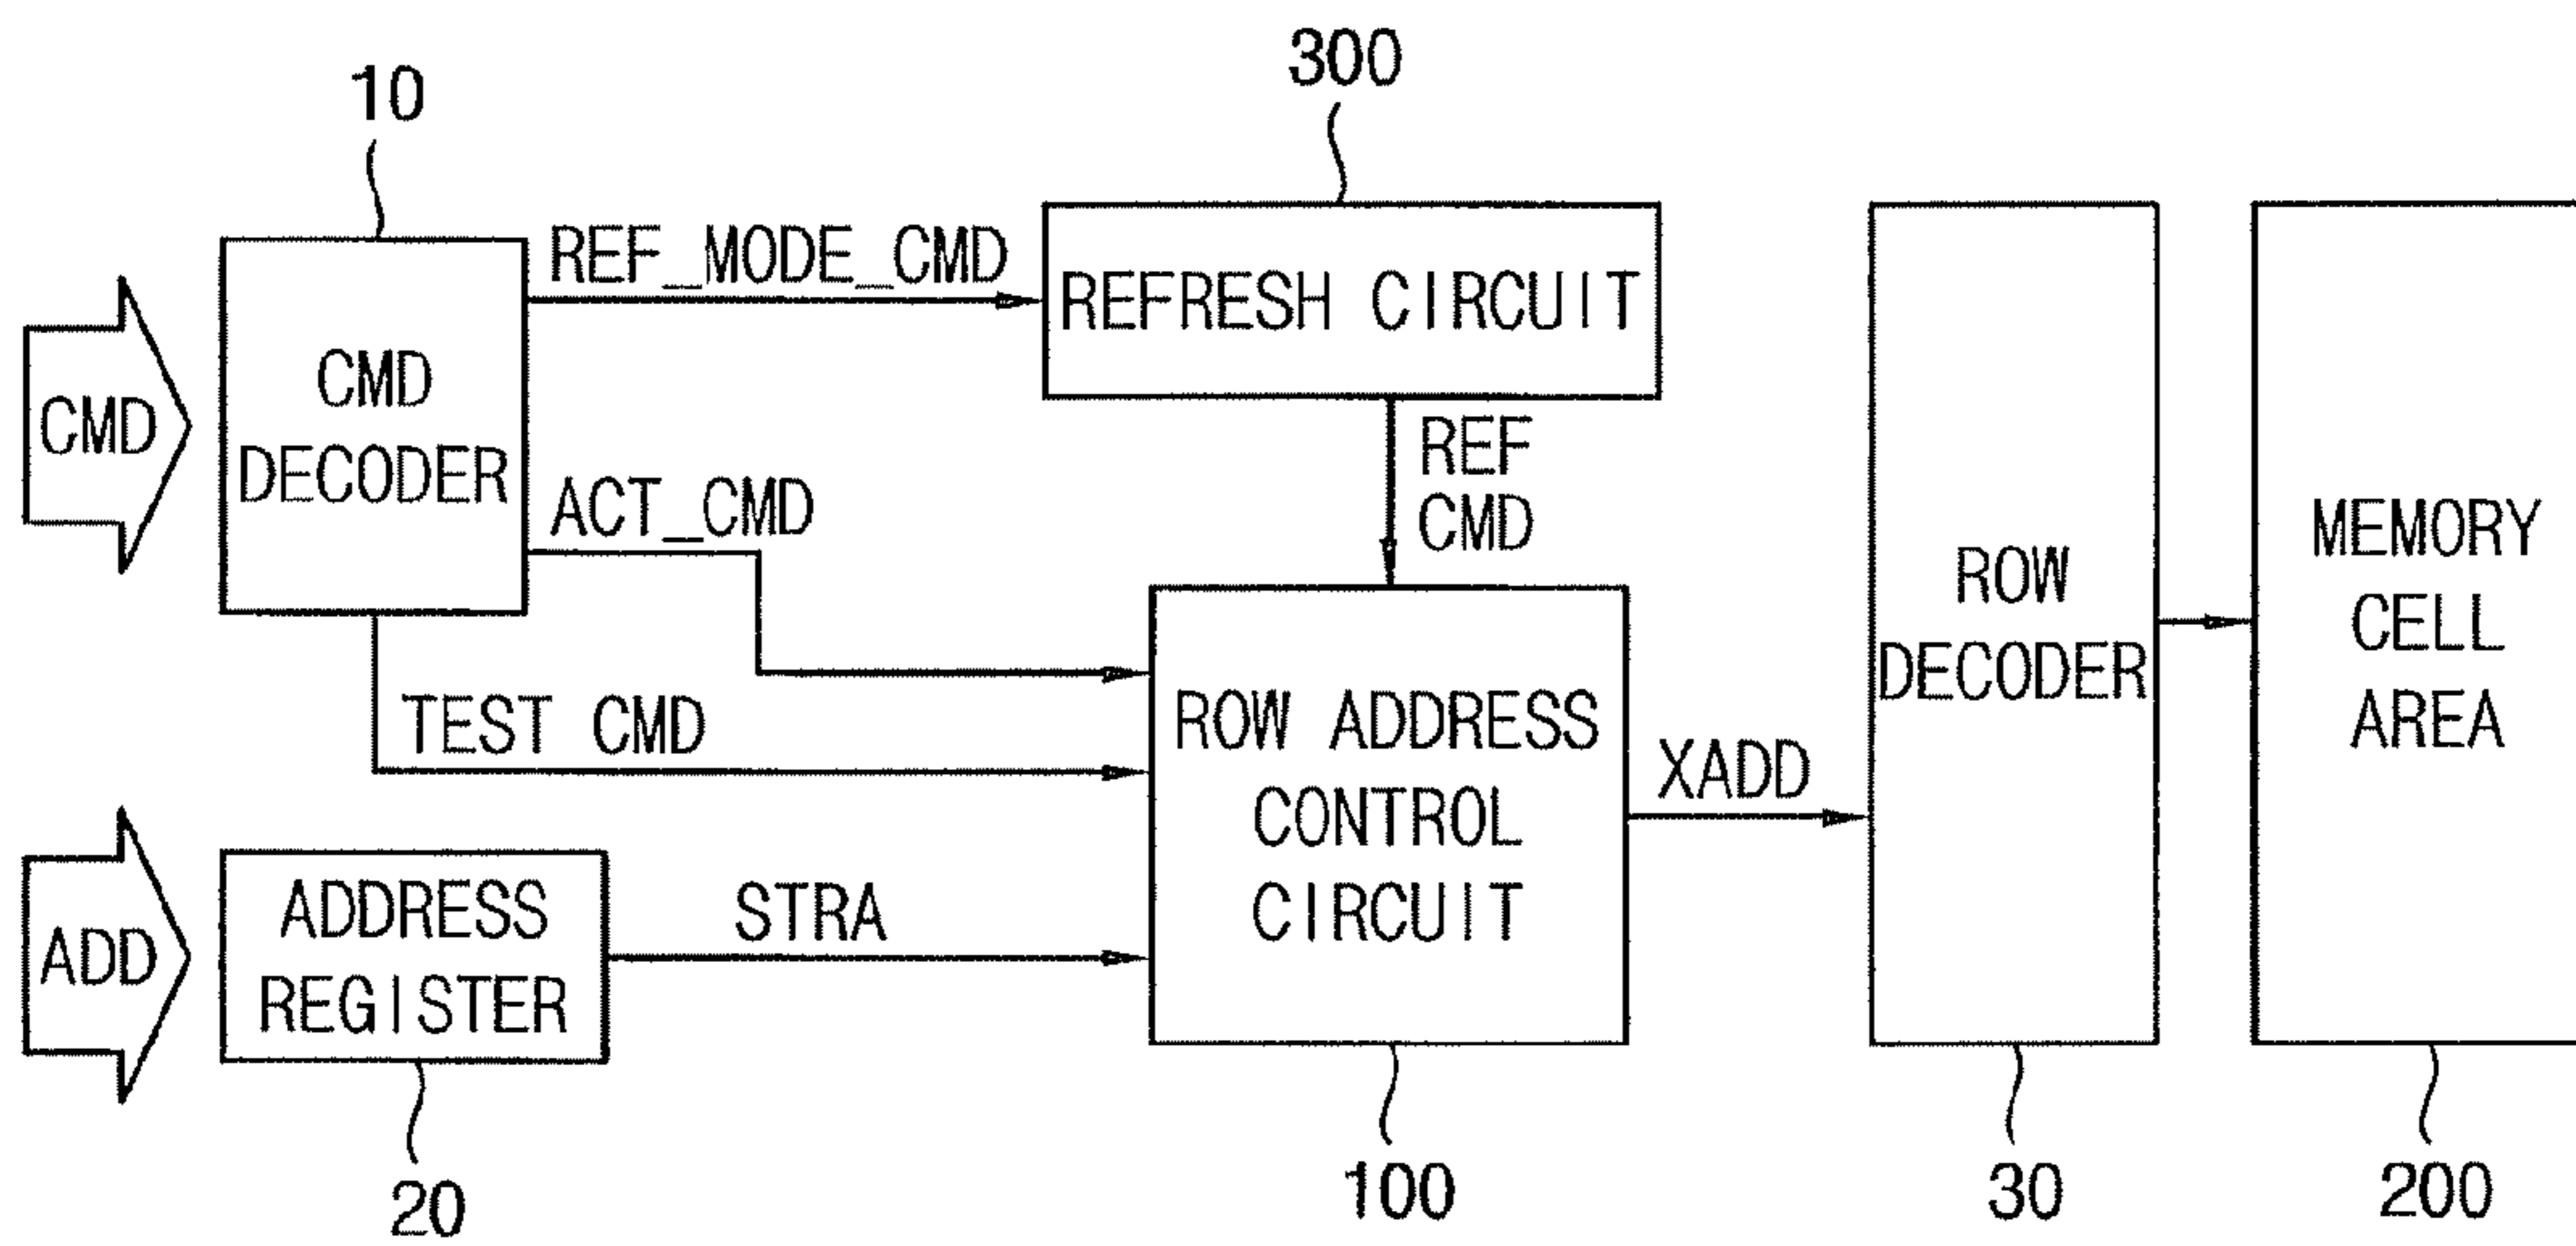 300
10
REF_MODE_CMD
REFRESH CIRCUIT
CMD
CMD
DECODER
REF
CMD
ACT_CMD
TEST CMD
ROW ADDRESS
CONTROL
CIRCUIT
XADD
ROW
DECODER
MEMORY
CELL
AREA
ADD
ADDRESS
REGISTER
STRA
20
100
30
200